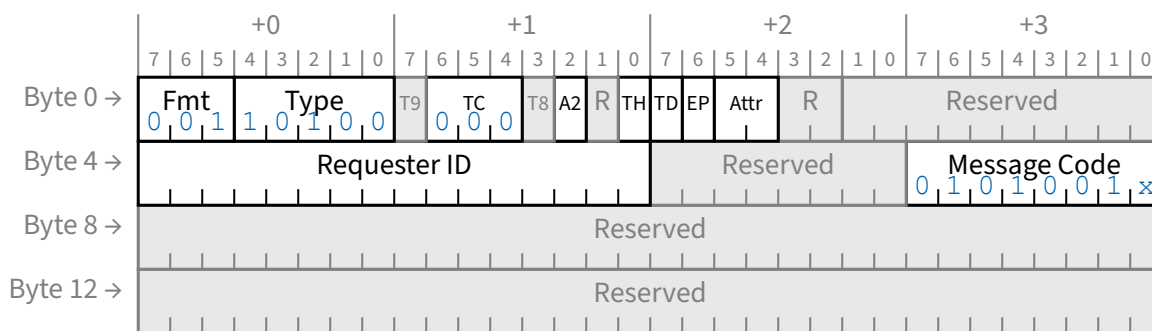 +0 +1 +2 +3
7 6 5 4 3 2 1 0 7 6 5 4 3 2 1 0 7 6 5 4 3 2 1 0 7 6 5 4 3 2 1 0
Byte 0 → Fmt Type T9 TC T8 A2 R TH TD EP Attr R Reserved
0 0 1 1 0 1 0 0 0 0 0
Byte 4 → Requester ID Reserved Message Code
0 1 0 1 0 0 1 x
Byte 8 → Reserved
Byte 12 → Reserved